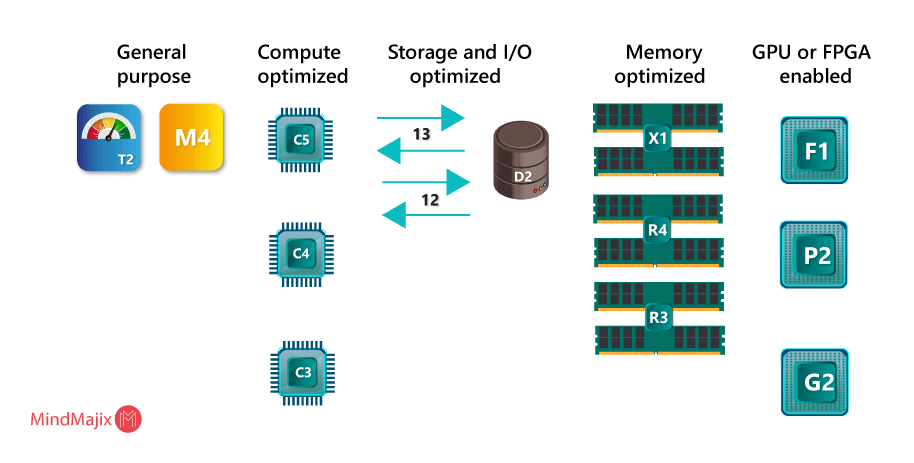 General
purpose
Compute
optimized
Storage and I/O
optimized
Memory
optimized
GPU or FPGA
enabled
T2
M4
C5
13
12
D2
X1
F1
C4
R4
P2
C3
R3
G2
MindMajix
M